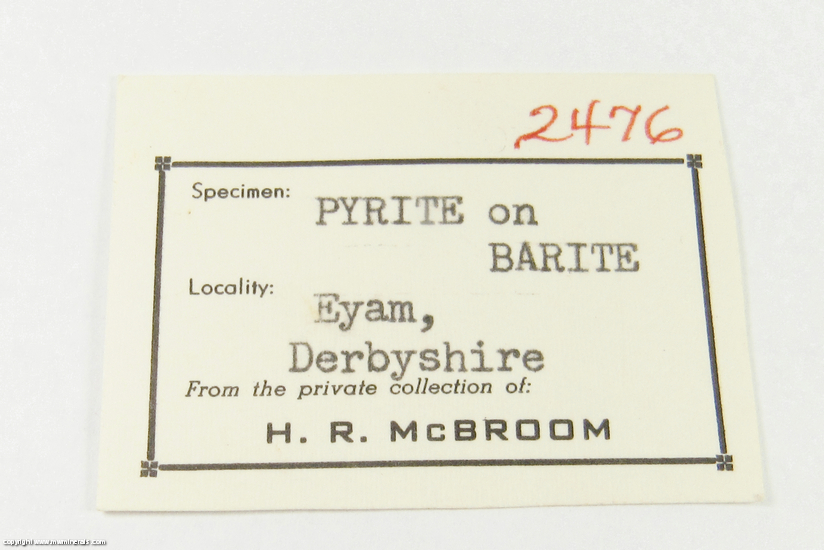 2476
Specimen: PYRITE on
BARITE
Locality: Eyam,
Derbyshire
From the private collection of:
H. R. McBROOM